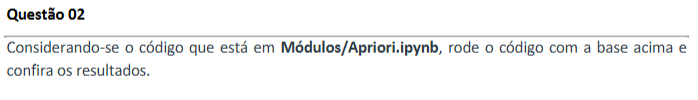 Questão 02
Considerando-se o código que está em Módulos/Apriori.ipynb, rode o código com a base acima e
confira os resultados.